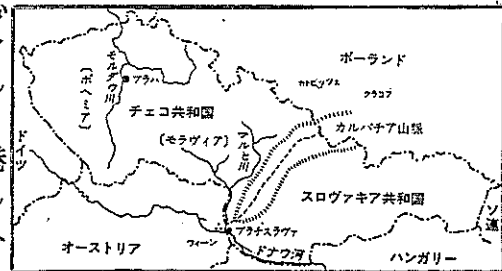 ポーランド
カトビッツェ
クラコブ
モルダウ川
プラハ
(ボヘミア)
チェコ共和国
カルパチア山脈
(モラヴィア)
マルヒ川
ドイツ
スロヴァキア共和国
ソ連
ブラチスラヴァ
ウィーン
オーストリア
ドナウ河
ハンガリー